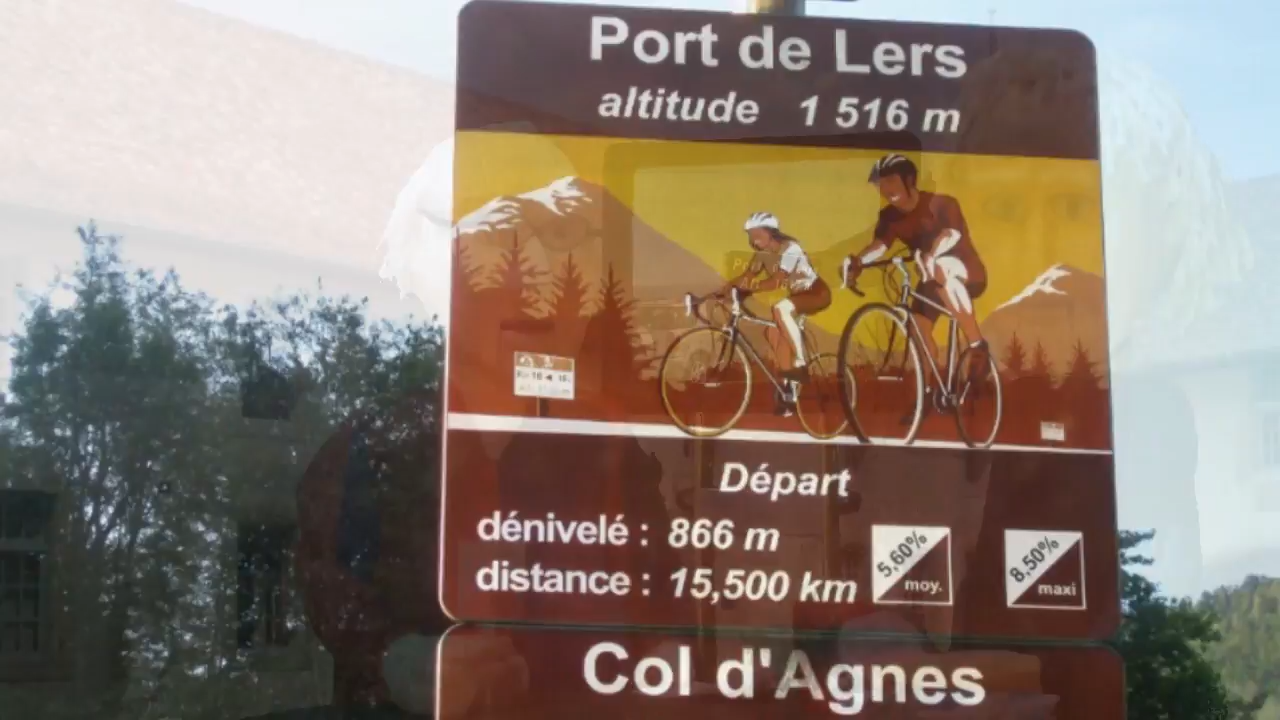 Port de Lers
altitude 1 516 m
Départ
dénivelé : 866 m
distance : 15,500 km
5,60%
moy.
8,50%
maxi
Col d'Agnes